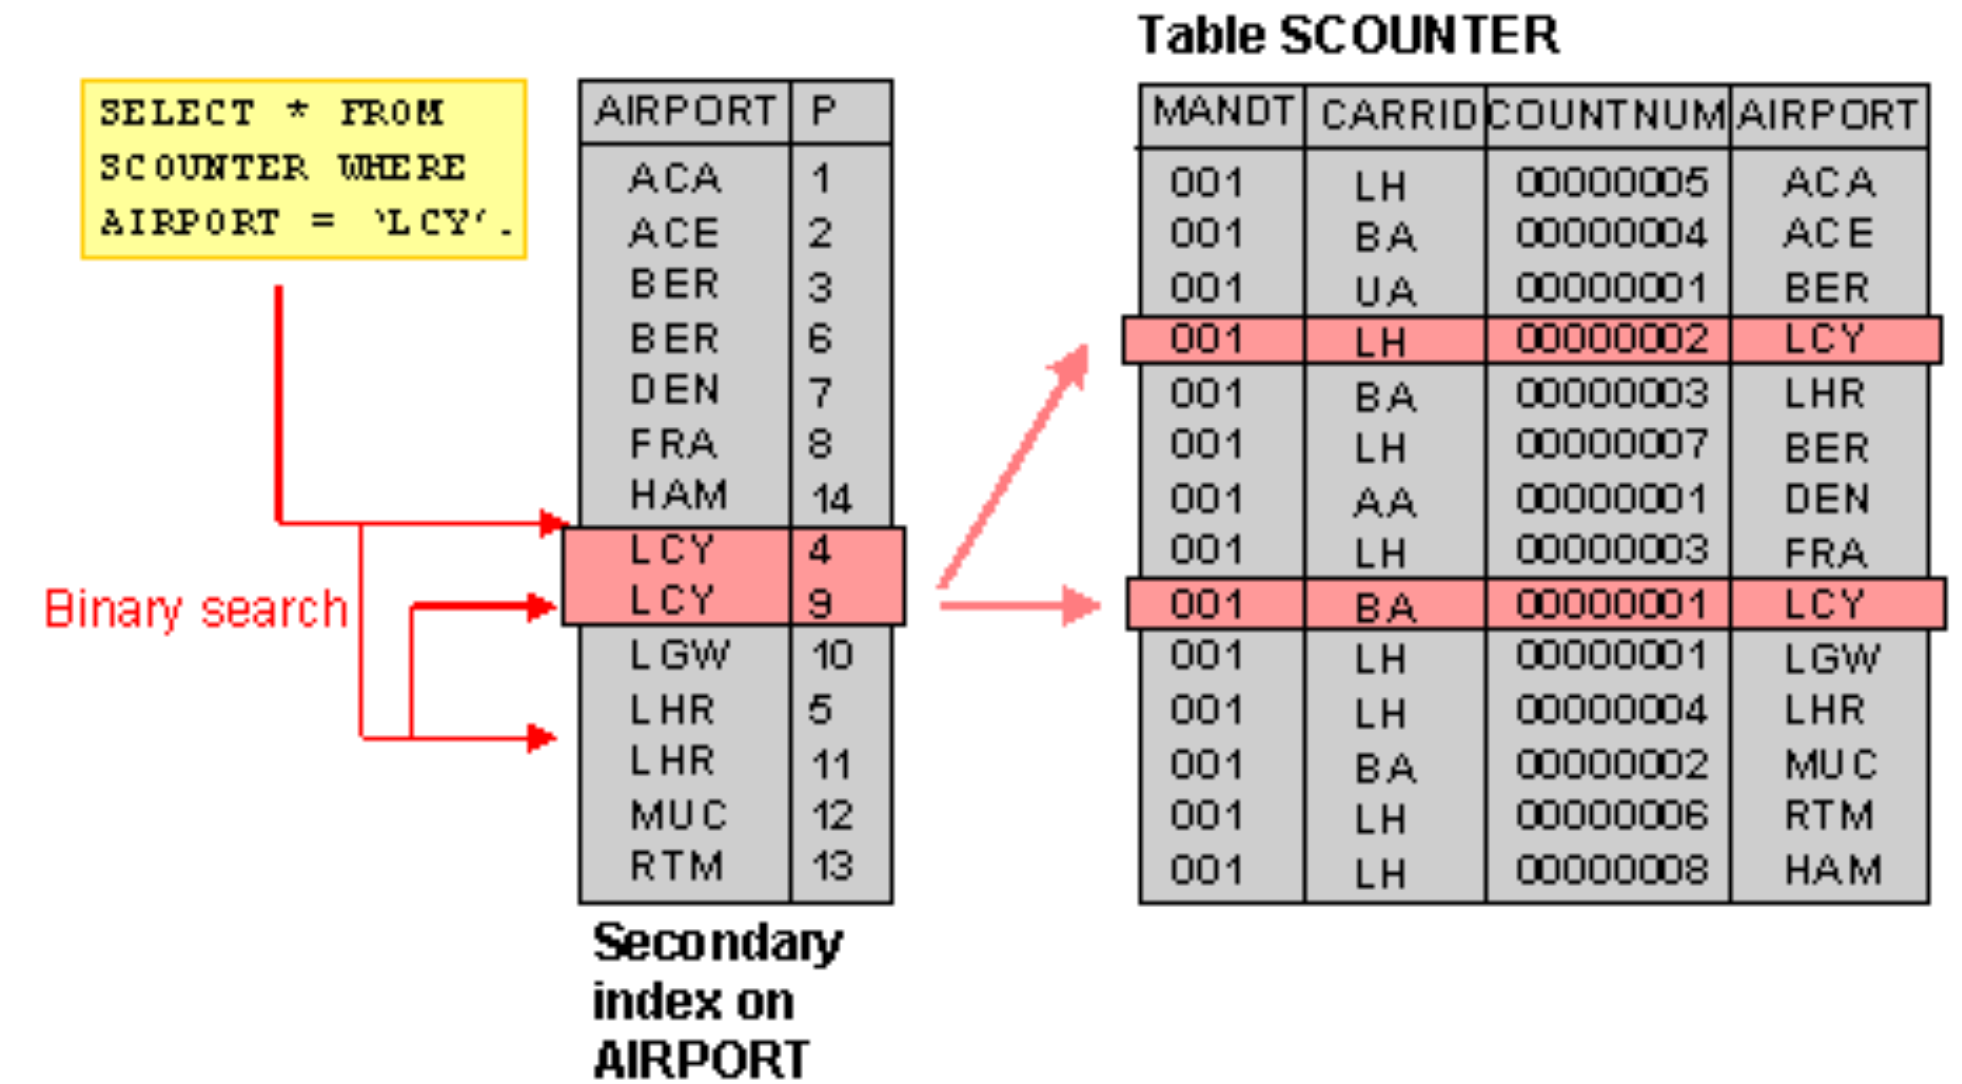 Table SCOUNTER
SELECT * FROM
SCOUNTER WHERE
AIRPORT = 'LCY'.
AIRPORT P
ACA 1
ACE 2
BER 3
BER 6
DEN 7
FRA 8
HAM 14
LCY 4
LCY 9
LGW 10
LHR 5
LHR 11
MUC 12
RTM 13
Binary search
Secondary
index on
AIRPORT
MANDT CARRID COUNTNUM AIRPORT
001 LH 00000005 ACA
001 BA 00000004 ACE
001 UA 00000001 BER
001 LH 00000002 LCY
001 BA 00000003 LHR
001 LH 00000007 BER
001 AA 00000001 DEN
001 LH 00000003 FRA
001 BA 00000001 LCY
001 LH 00000001 LGW
001 LH 00000004 LHR
001 BA 00000002 MUC
001 LH 00000006 RTM
001 LH 00000008 HAM